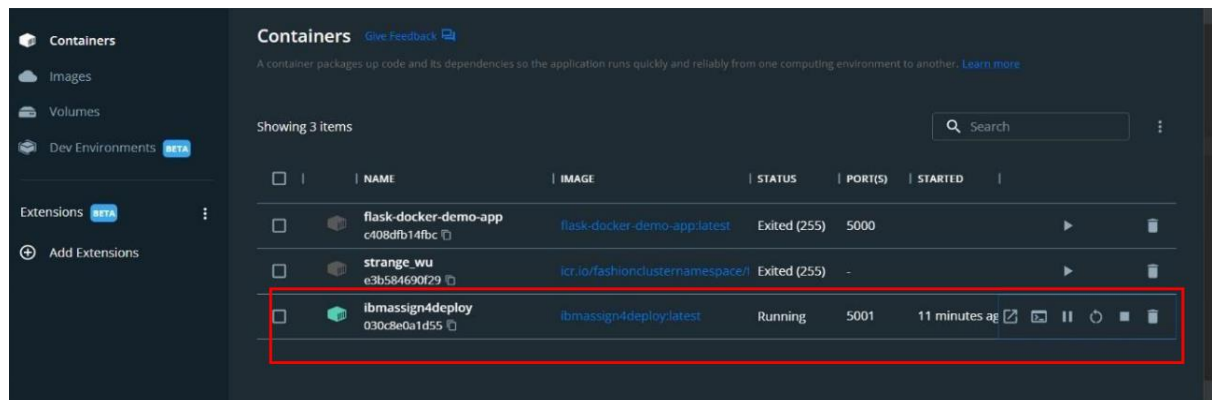 Containers
Images
Volumes
Dev Environments BETA
Extensions BETA
Add Extensions
Containers Give Feedback
A container packages up code and its dependencies so the application runs quickly and reliably from one computing environment to another. Learn more
Showing 3 items
Search
NAME IMAGE STATUS PORT(S) STARTED
flask-docker-demo-app
c408dfb14fbc
flask-docker-demo-app:latest Exited (255) 5000
strange_wu
e3b584690f29
icr.io/fashionclusternamespace/ Exited (255) -
ibmassign4deploy
030c8e0a1d55
ibmassign4deploy:latest Running 5001 11 minutes ag